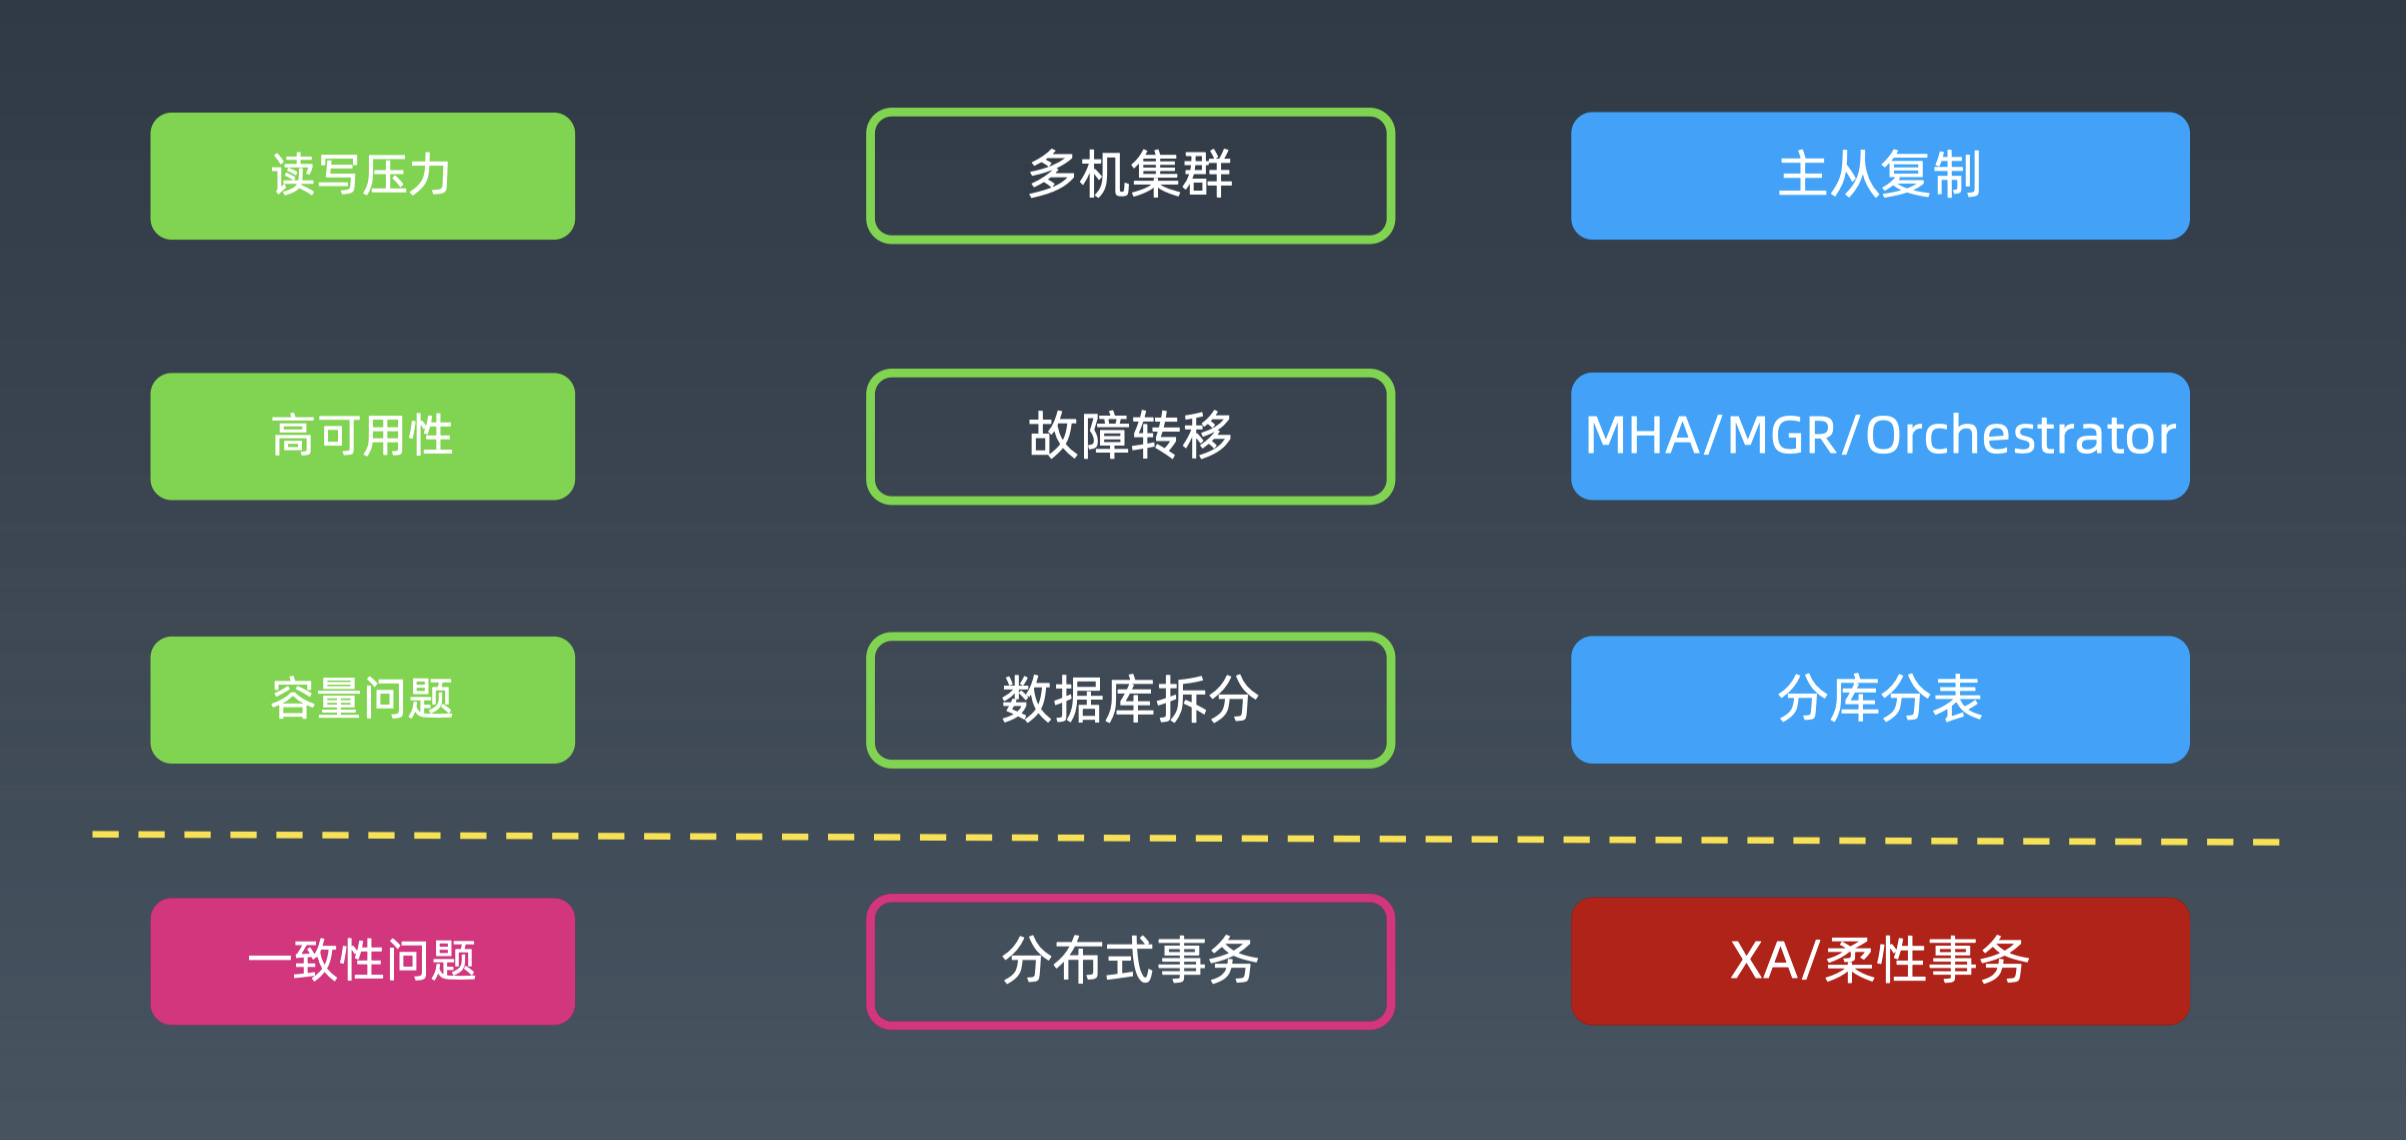 读写压力
多机集群
主从复制
高可用性
故障转移
MHA/MGR/Orchestrator
容量问题
数据库拆分
分库分表
一致性问题
分布式事务
XA/柔性事务